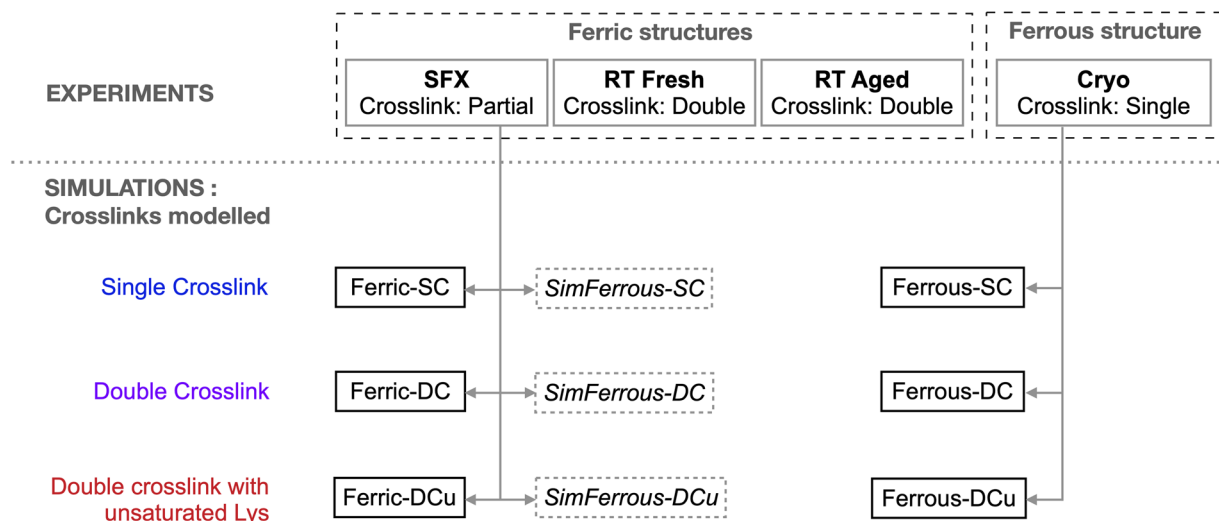 Ferric structures
Ferrous structure
EXPERIMENTS
SFX
Crosslink: Partial
RT Fresh
Crosslink: Double
RT Aged
Crosslink: Double
Cryo
Crosslink: Single
SIMULATIONS :
Crosslinks modelled
Single Crosslink
Ferric-SC
SimFerrous-SC
Ferrous-SC
Double Crosslink
Ferric-DC
SimFerrous-DC
Ferrous-DC
Double crosslink with
unsaturated Lys
Ferric-DCu
SimFerrous-DCu
Ferrous-DCu